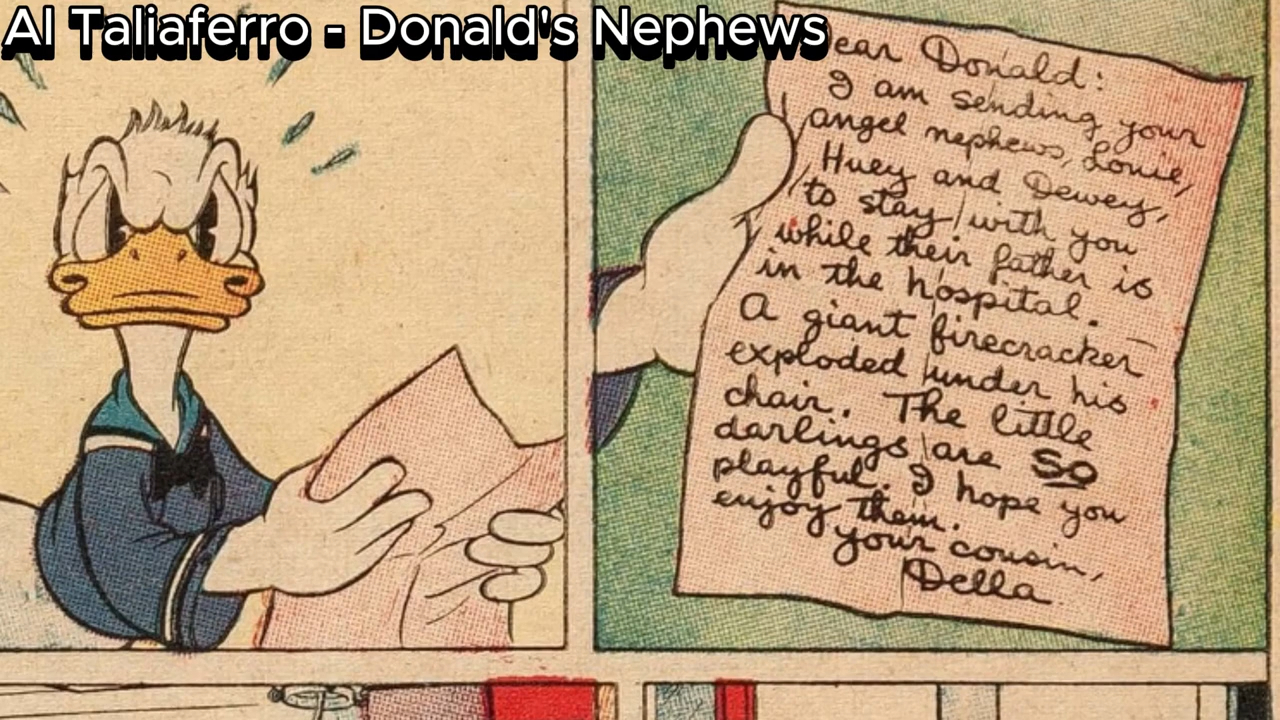 Al Taliaferro - Donald's Nephews
ear Donald:
I am sending your
angel nephews, Louie,
Huey and Dewey,
to stay with you
while their father is
in the hospital.
A giant firecracker
exploded under his
chair. The little
darlings are SO
playful. I hope you
enjoy them.
your cousin,
Della.